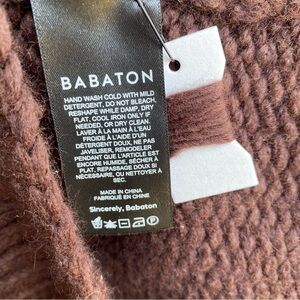 BABATON
HAND WASH COLD WITH MILD
DETERGENT, DO NOT BLEACH,
RESHAPE WHILE DAMP, DRY
FLAT, COOL IRON ONLY IF
NEEDED, OR DRY CLEAN.
LAVER À LA MAIN À L'EAU
FROIDE À L'AIDE D'UN
DÉTERGENT DOUX, NE PAS
JAVELISER, REMODELER
PENDANT QUE L'ARTICLE EST
ENCORE HUMIDE, SÉCHER À
PLAT, REPASSAGE DOUX SI
NÉCESSAIRE, OU NETTOYER À
SEC.
MADE IN CHINA
FABRIQUÉ EN CHINE
Sincerely, Babaton